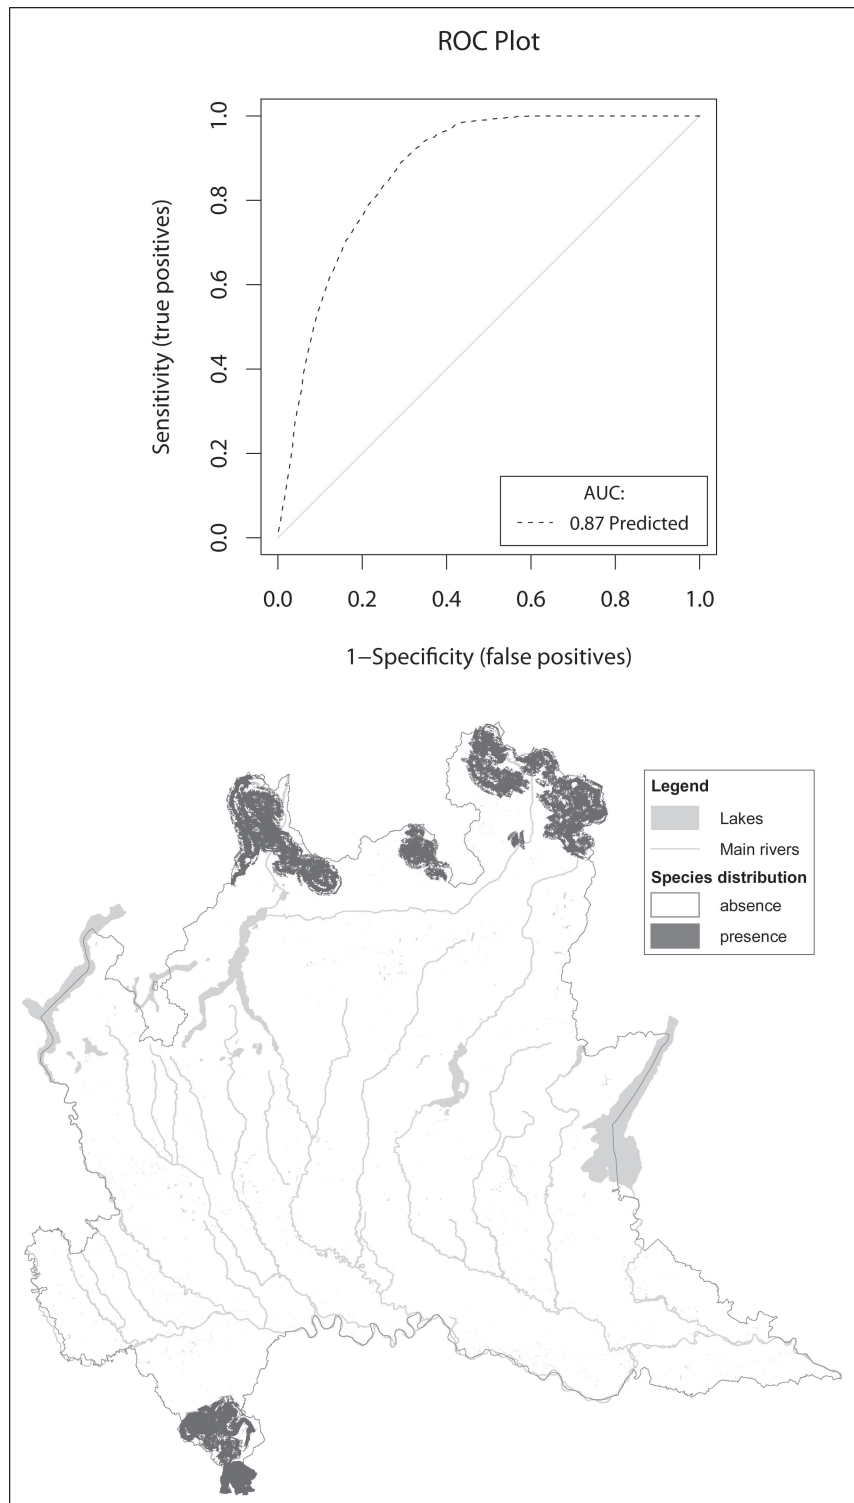 ROC Plot
1.0
0.8
0.6
0.4
0.2
0.0
Sensitivity (true positives)
AUC:
0.87 Predicted
0.0 0.2 0.4 0.6 0.8 1.0
1−Specificity (false positives)
Legend
Lakes
Main rivers
Species distribution
absence
presence